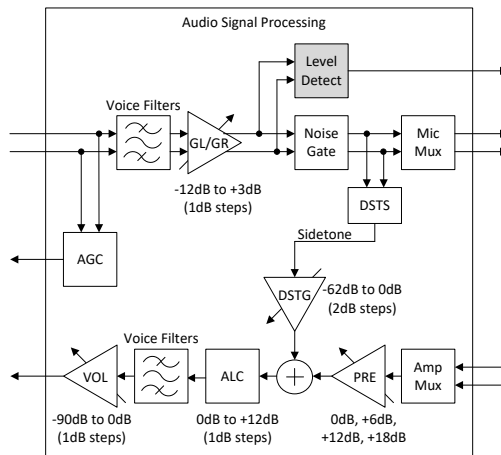 Audio Signal Processing
Level
Detect
Voice Filters
GL/GR
Noise
Gate
Mic
Mux
-12dB to +3dB
(1dB steps)
DSTS
Sidetone
AGC
DSTG
-62dB to 0dB
(2dB steps)
Voice Filters
VOL
ALC
PRE
Amp
Mux
-90dB to 0dB
(1dB steps)
0dB to +12dB
(1dB steps)
0dB, +6dB,
+12dB, +18dB